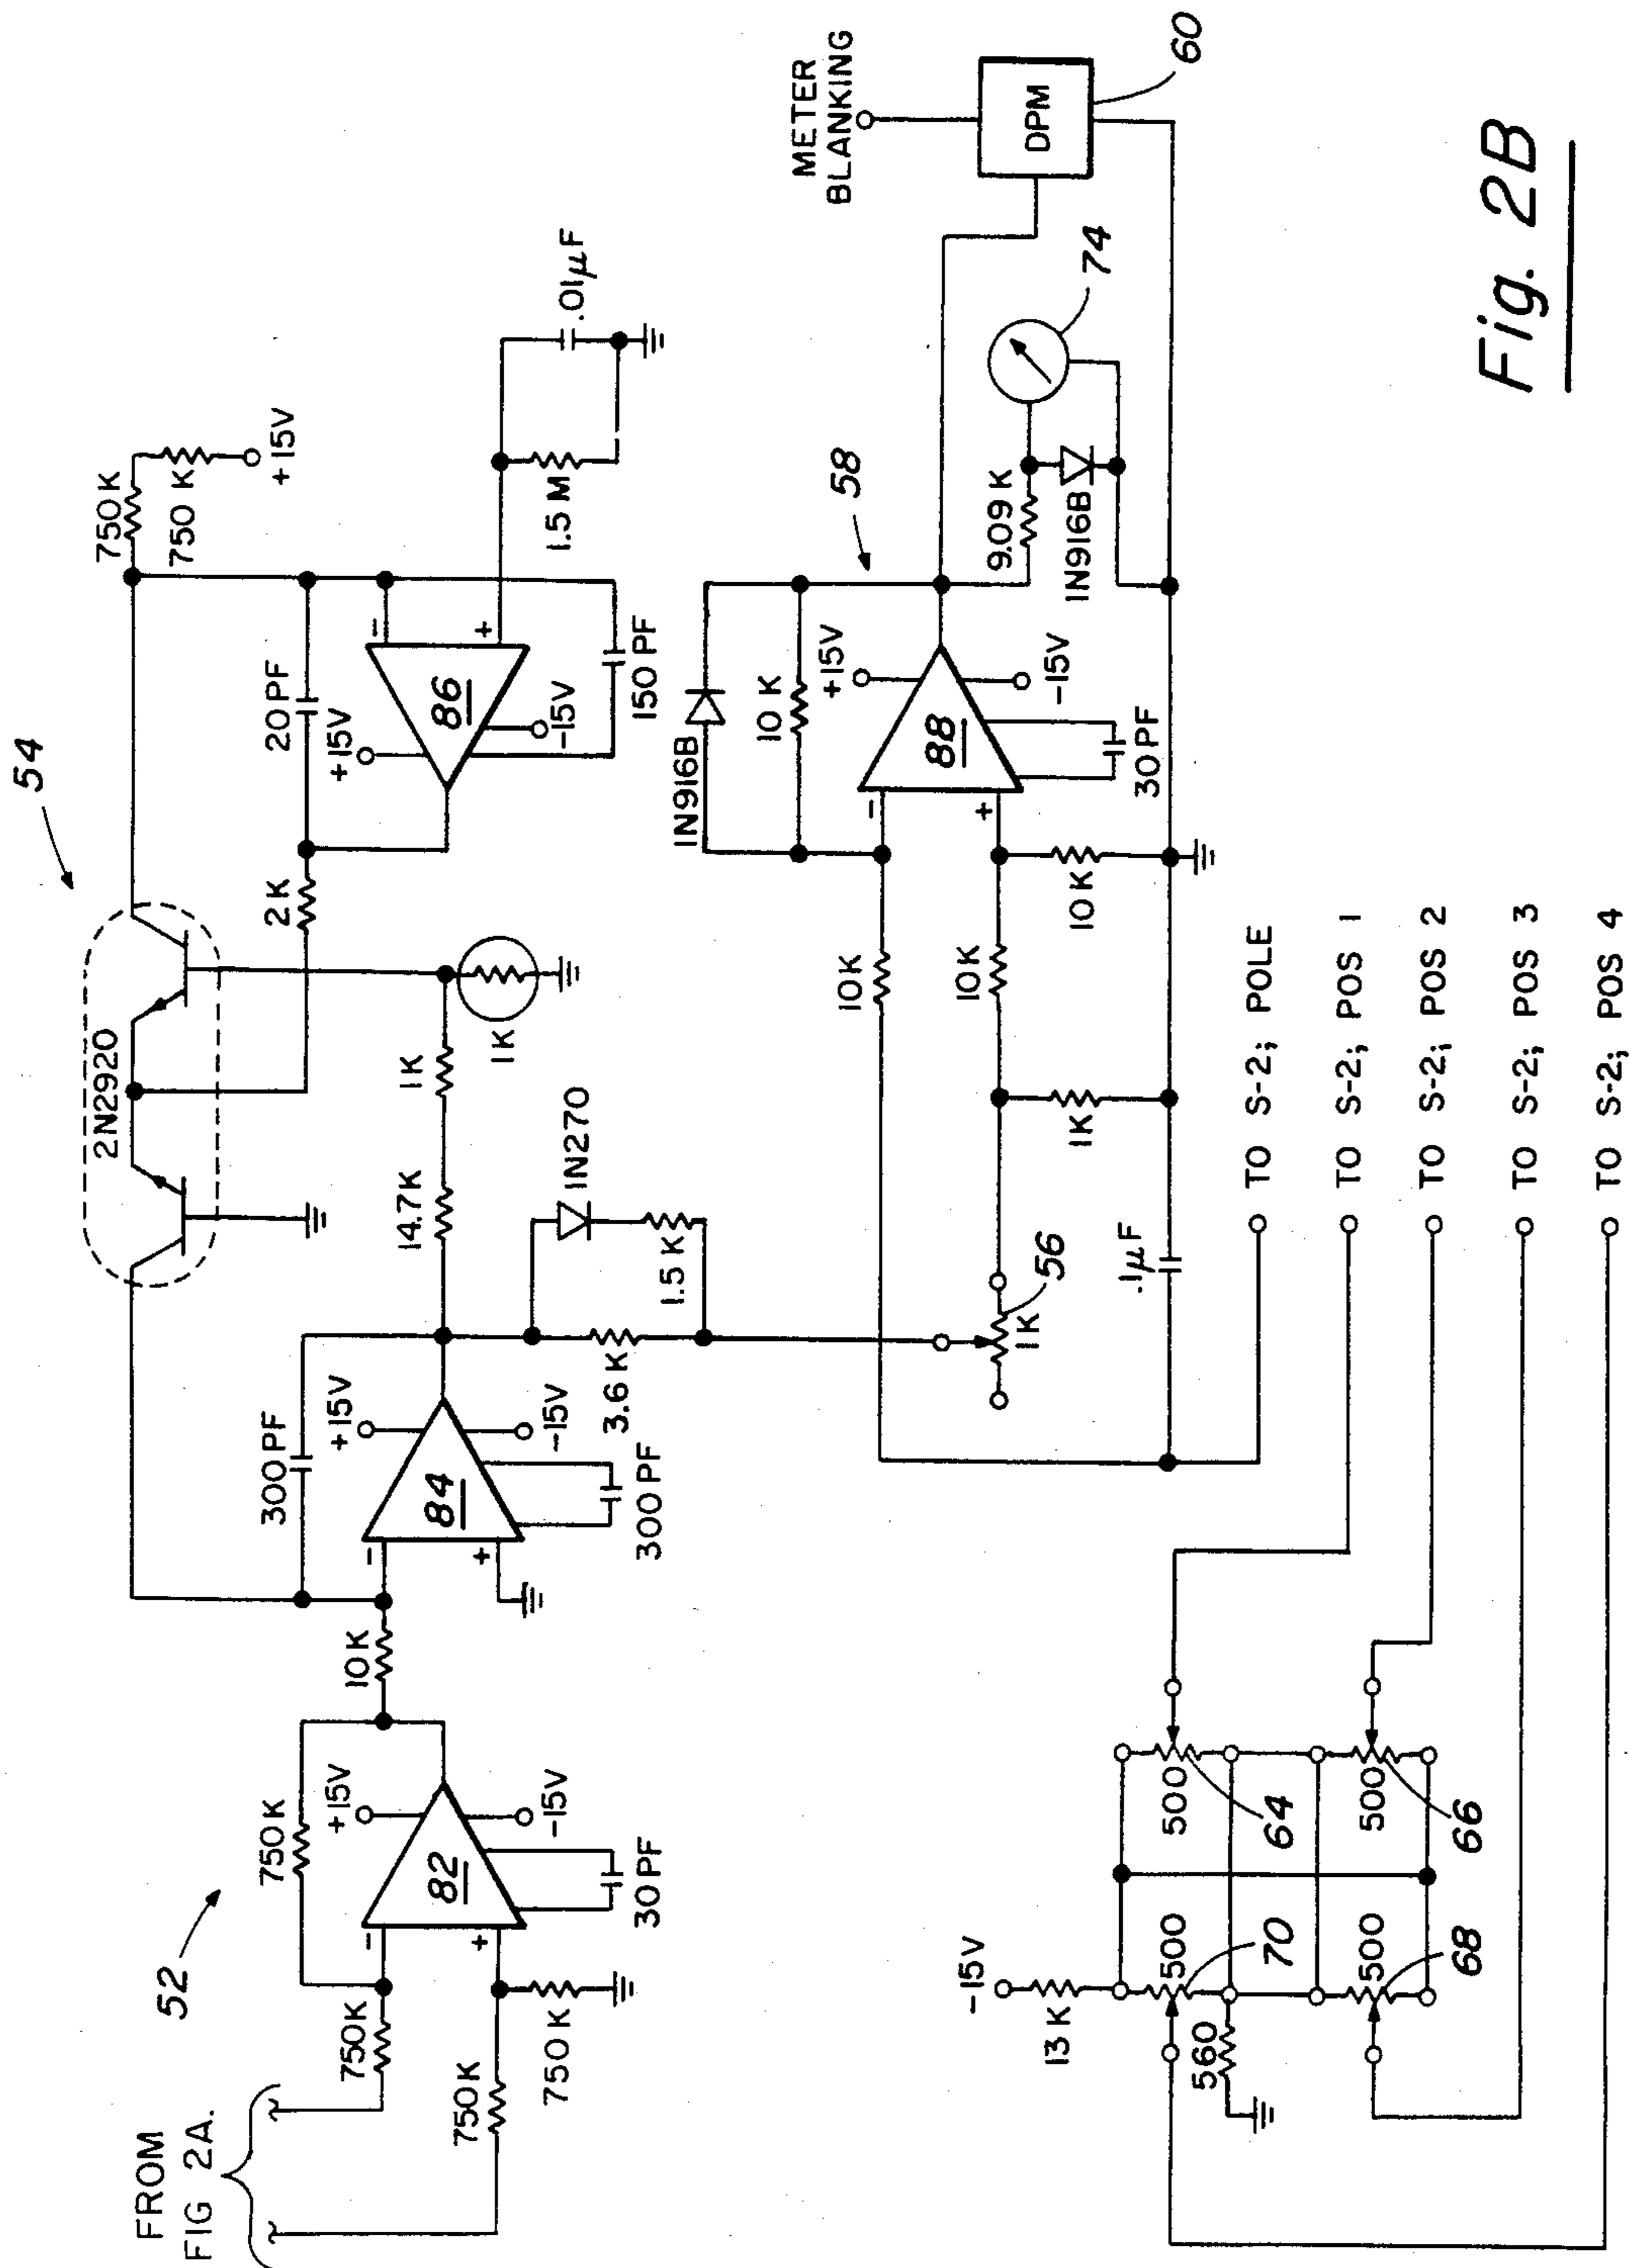 FROM
FIG 2A.
52
750K
750K
750K
750K
-
+
82
+15V
-15V
30PF
10K
300PF
-
+
84
+15V
-15V
300PF
3.6K
14.7K
1K
1K
1N270
1.5K
54
2N2920
2K
20PF
750K
750K
+15V
-
+
86
+15V
-15V
150PF
1.5M
.01µF
56
1K
1K
.1µF
10K
10K
10K
10K
1N916B
58
-
+
88
+15V
-15V
30PF
9.09K
1N916B
74
METER
BLANKING
DPM
60
-15V
13K
560
500
70
500
64
500
68
500
66
TO S-2; POLE
TO S-2; POS 1
TO S-2; POS 2
TO S-2; POS 3
TO S-2; POS 4
Fig. 2B